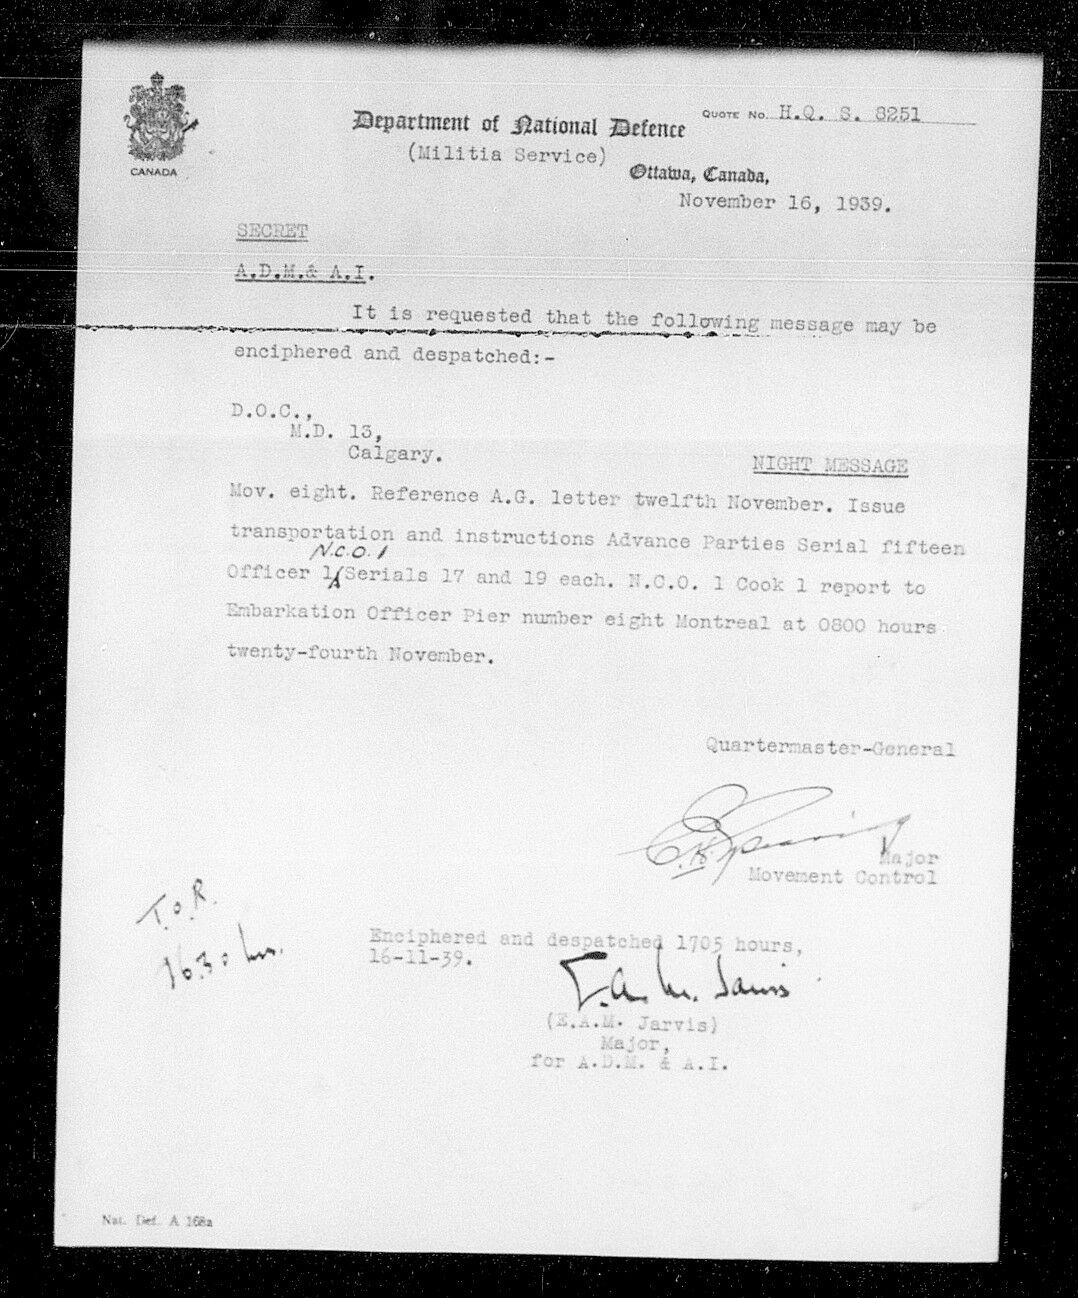 CANADA
Department of National Defence
QUOTE No. H.Q. S. 8251
(Militia Service)
Ottawa, Canada,
November 16, 1939.
SECRET
A.D.M.& A.I.
It is requested that the following message may be
enciphered and despatched:-
D.O.C.,
M.D. 13,
Calgary.
NIGHT MESSAGE
Mov. eight. Reference A.G. letter twelfth November. Issue
transportation and instructions Advance Parties Serial fifteen
N.C.O. 1
Officer 1 Serials 17 and 19 each. N.C.O. 1 Cook 1 report to
Embarkation Officer Pier number eight Montreal at 0800 hours
twenty-fourth November.
Quartermaster-General
Major
Movement Control
T.O.R.
1630 hrs.
Enciphered and despatched 1705 hours,
16-11-39.
E.A.M. Jarvis
(E.A.M. Jarvis)
Major,
for A.D.M. & A.I.
Nat. Def. A 168a